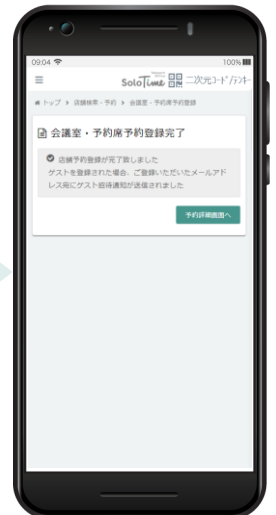 09:04 100%
SoloTime 二次元コード/テンキー
トップ > 店舗検索・予約 > 会議室・予約席予約登録
会議室・予約席予約登録完了
店舗予約登録が完了致しました
ゲストを登録された場合、ご登録いただいたメールアド
レス宛にゲスト招待通知が送信されました
予約詳細画面へ